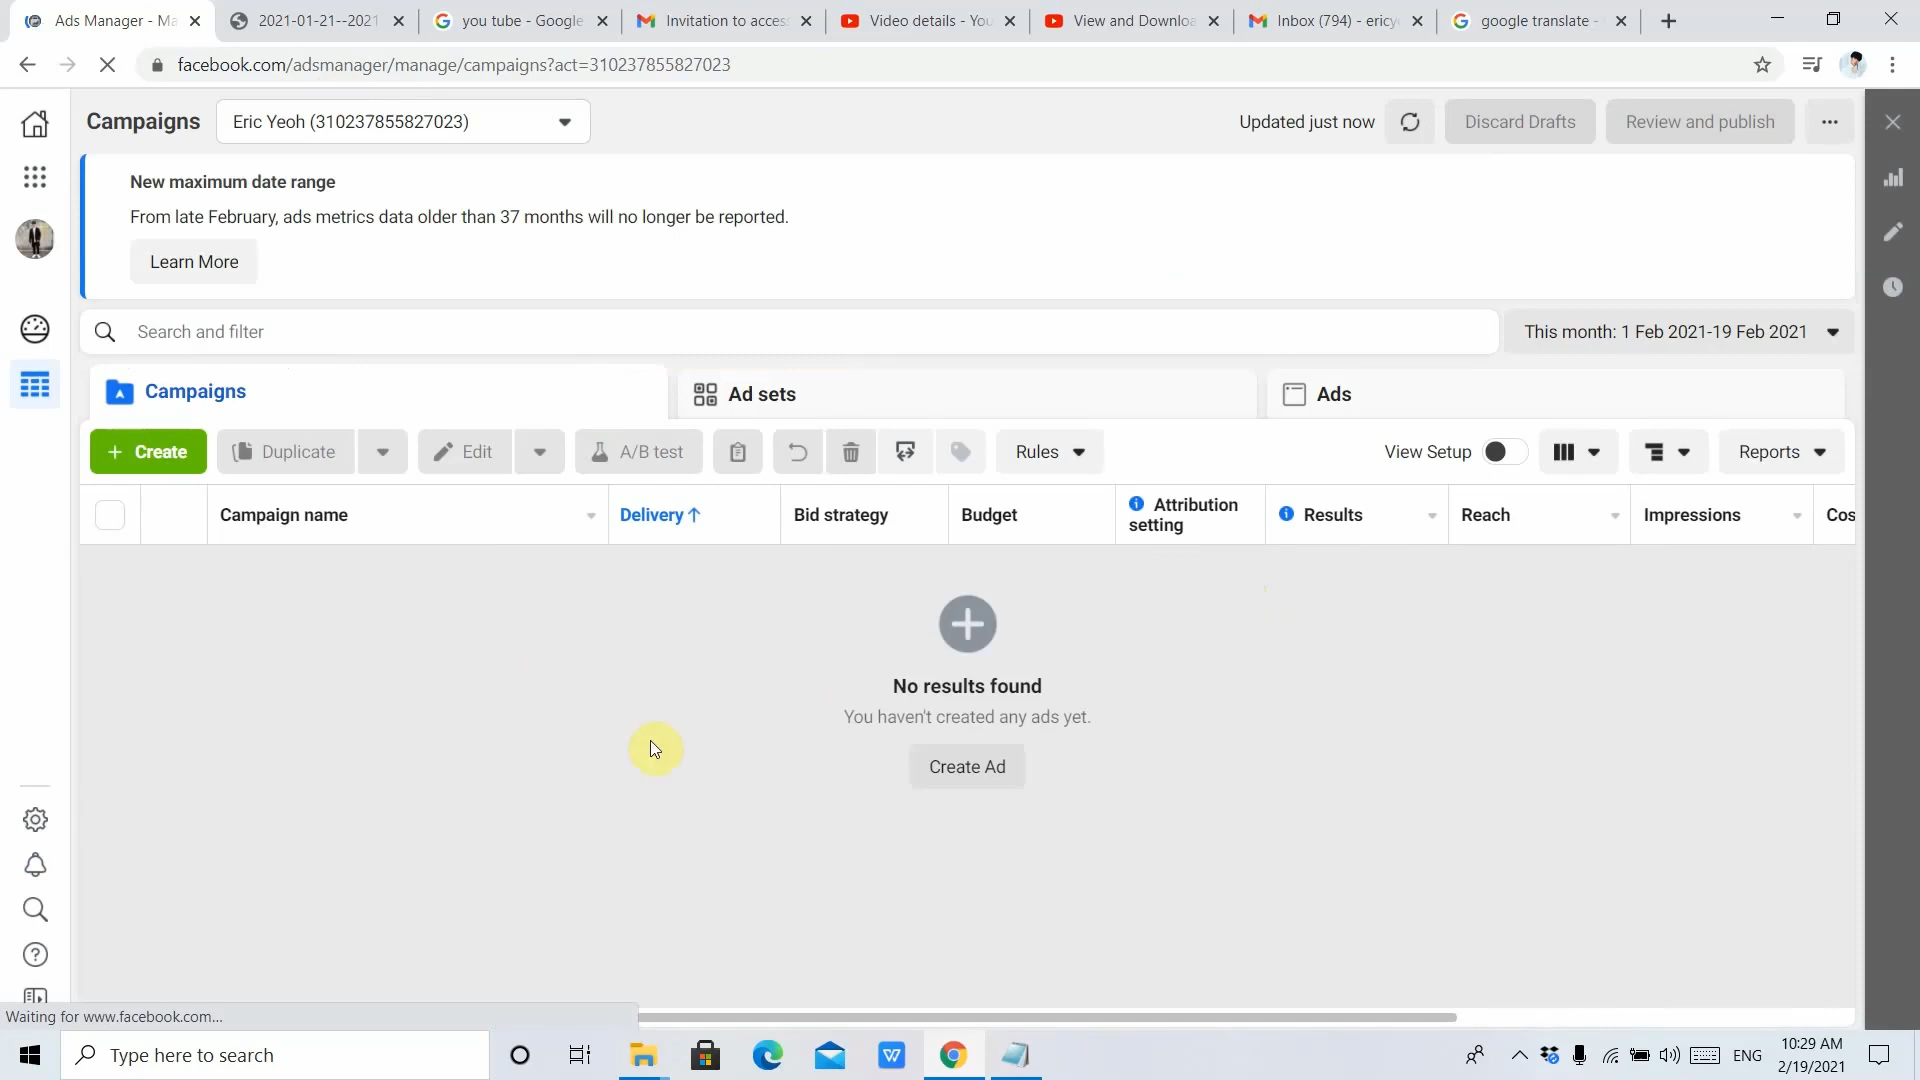 Ads Manager - Ma
2021-01-21--2021
you tube - Google
Invitation to acces
Video details - You
View and Downloa
Inbox (794) - ericy
google translate -
facebook.com/adsmanager/manage/campaigns?act=310237855827023
Campaigns
Eric Yeoh (310237855827023)
Updated just now
Discard Drafts
Review and publish
New maximum date range
From late February, ads metrics data older than 37 months will no longer be reported.
Learn More
Search and filter
This month: 1 Feb 2021-19 Feb 2021
Campaigns
Ad sets
Ads
+ Create
Duplicate
Edit
A/B test
Rules
View Setup
Reports
Campaign name
Delivery ↑
Bid strategy
Budget
Attribution
setting
Results
Reach
Impressions
Cos
No results found
You haven't created any ads yet.
Create Ad
Waiting for www.facebook.com...
Type here to search
ENG
10:29 AM
2/19/2021